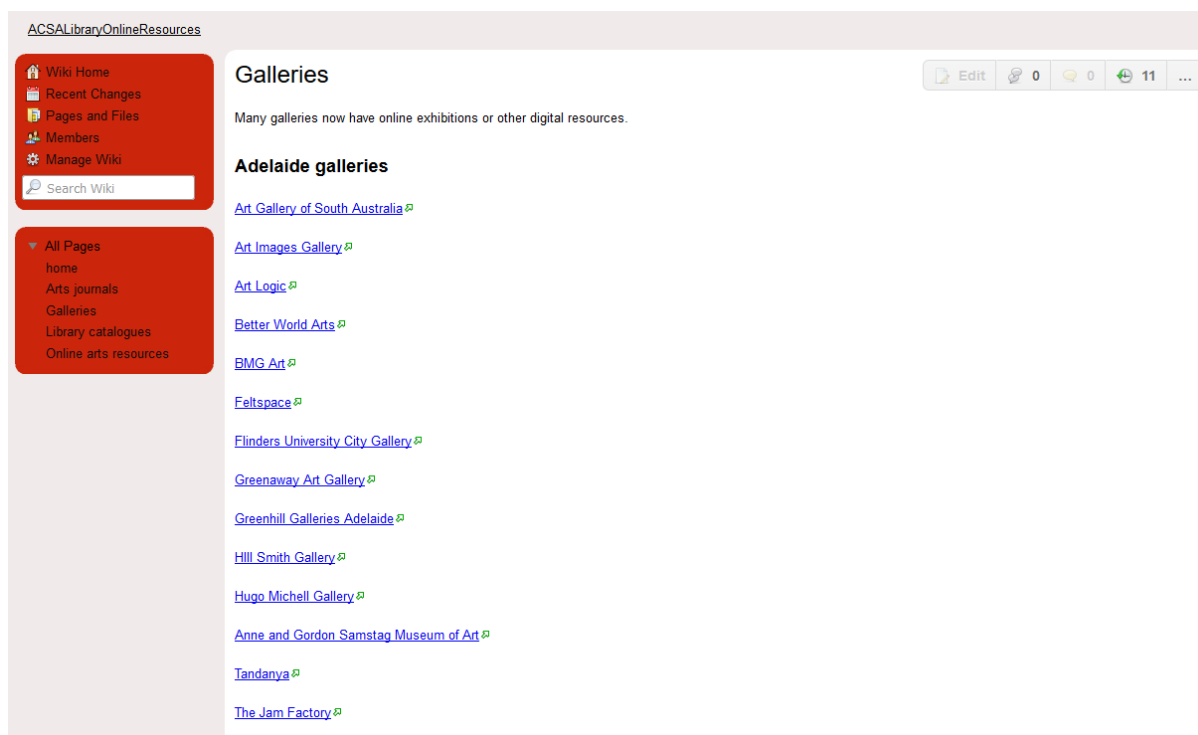 ACSALibraryOnlineResources
Wiki Home
Recent Changes
Pages and Files
Members
Manage Wiki
Search Wiki
All Pages
home
Arts journals
Galleries
Library catalogues
Online arts resources
Galleries
Edit 0 0 11 ...
Many galleries now have online exhibitions or other digital resources.
Adelaide galleries
Art Gallery of South Australia
Art Images Gallery
Art Logic
Better World Arts
BMG Art
Feltspace
Flinders University City Gallery
Greenaway Art Gallery
Greenhill Galleries Adelaide
HIll Smith Gallery
Hugo Michell Gallery
Anne and Gordon Samstag Museum of Art
Tandanya
The Jam Factory